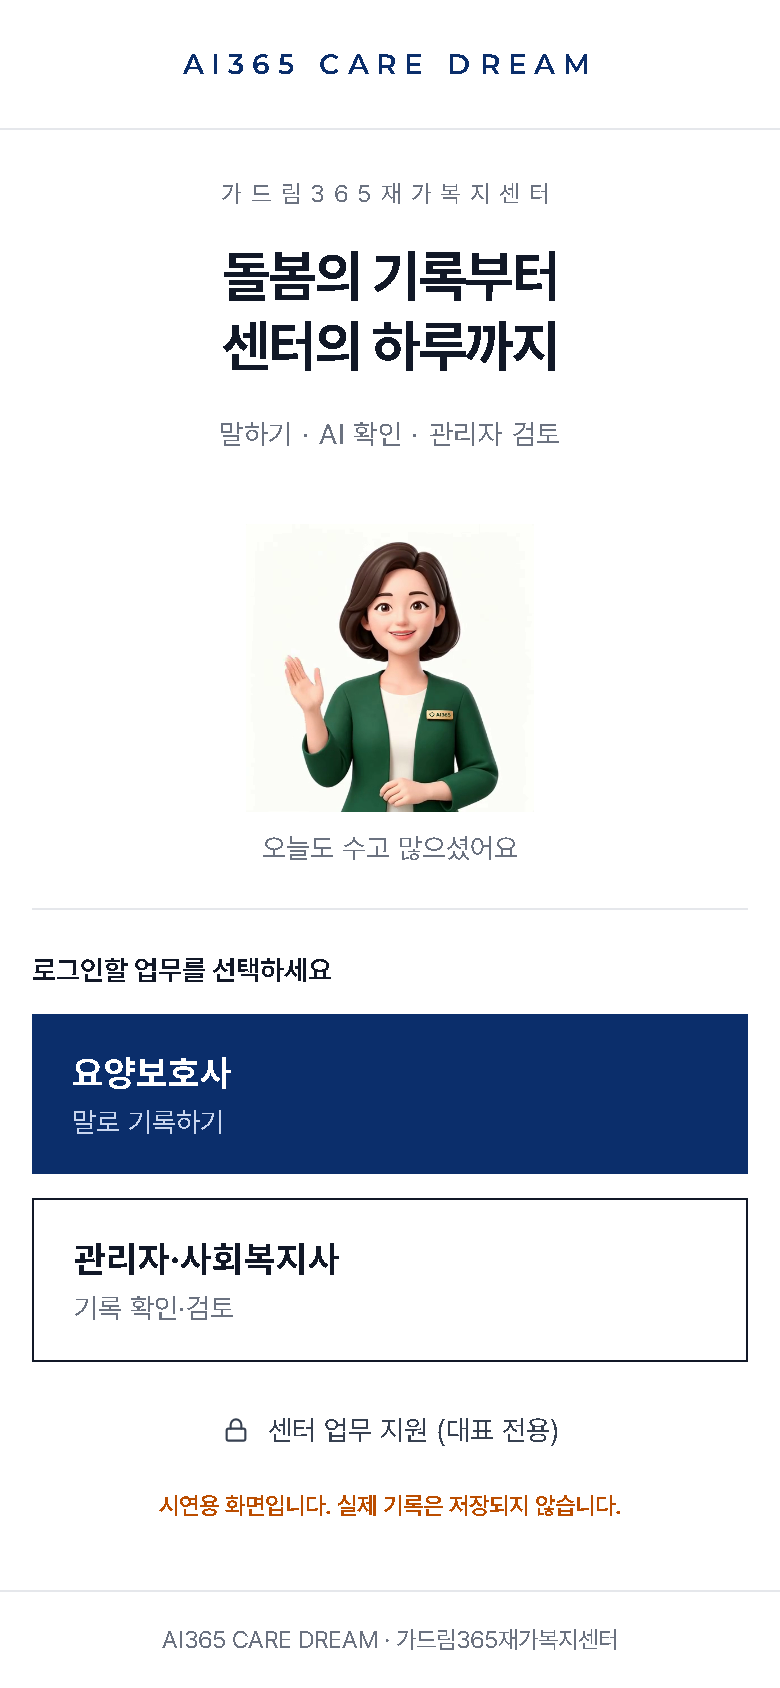 AI365 CARE DREAM
가드림365재가복지센터
돌봄의 기록부터
센터의 하루까지
말하기 · AI 확인 · 관리자 검토
AI365
오늘도 수고 많으셨어요
로그인할 업무를 선택하세요
요양보호사
말로 기록하기
관리자·사회복지사
기록 확인·검토
센터 업무 지원 (대표 전용)
시연용 화면입니다. 실제 기록은 저장되지 않습니다.
AI365 CARE DREAM · 가드림365재가복지센터